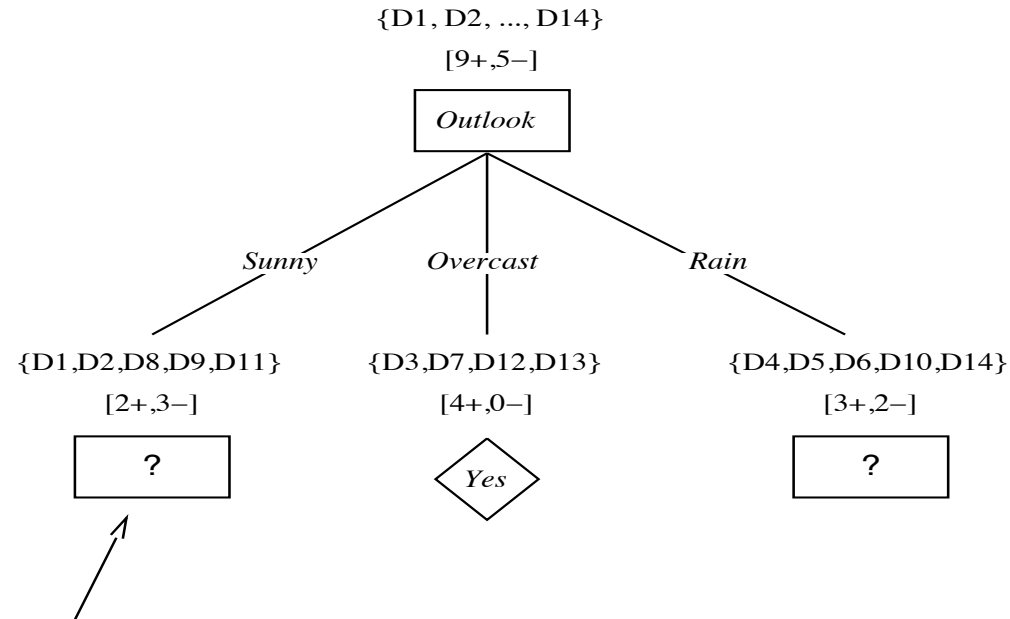 {D1, D2, ..., D14}
[9+,5−]
Outlook
Sunny
Overcast
Rain
{D1,D2,D8,D9,D11}
{D3,D7,D12,D13}
{D4,D5,D6,D10,D14}
[2+,3−]
[4+,0−]
[3+,2−]
?
Yes
?